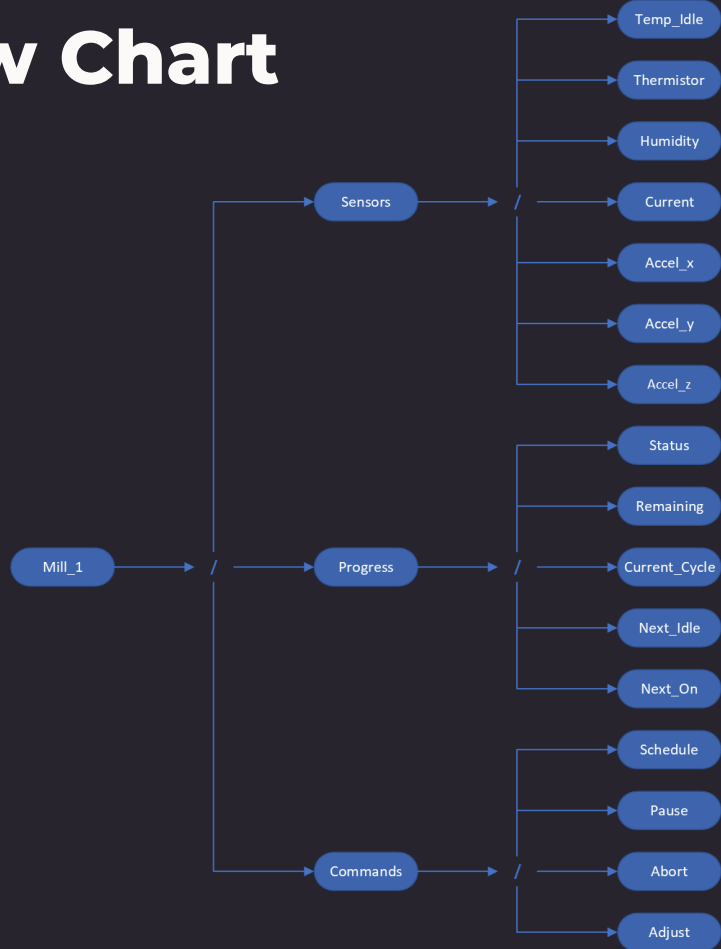 w Chart
Mill_1
/
Sensors
/
Temp_Idle
Thermistor
Humidity
Current
Accel_x
Accel_y
Accel_z
/
Progress
/
Status
Remaining
Current_Cycle
Next_Idle
Next_On
Commands
/
Schedule
Pause
Abort
Adjust